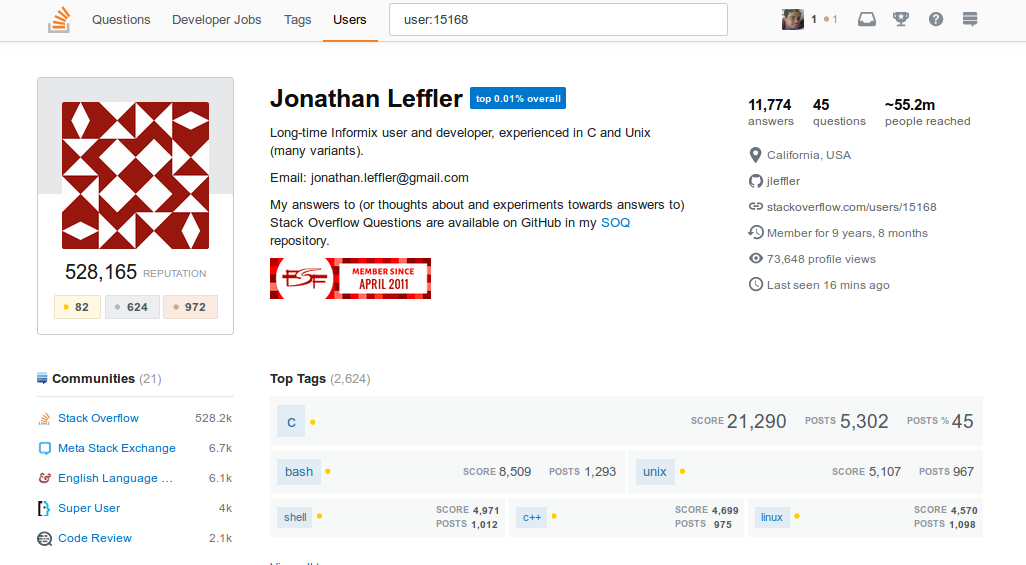 Questions Developer Jobs Tags Users user:15168 1 1
Jonathan Leffler top 0.01% overall
Long-time Informix user and developer, experienced in C and Unix
(many variants).
Email: jonathan.leffler@gmail.com
My answers to (or thoughts about and experiments towards answers to)
Stack Overflow Questions are available on GitHub in my SOQ
repository.
FSF
MEMBER SINCE
APRIL 2011
528,165 REPUTATION
82 624 972
11,774 45 ~55.2m
answers questions people reached
California, USA
jleffler
stackoverflow.com/users/15168
Member for 9 years, 8 months
73,648 profile views
Last seen 16 mins ago
Communities (21)
Stack Overflow 528.2k
Meta Stack Exchange 6.7k
English Language … 6.1k
Super User 4k
Code Review 2.1k
Top Tags (2,624)
c SCORE 21,290 POSTS 5,302 POSTS % 45
bash SCORE 8,509 POSTS 1,293
unix SCORE 5,107 POSTS 967
shell SCORE 4,971
POSTS 1,012
c++ SCORE 4,699
POSTS 975
linux SCORE 4,570
POSTS 1,098